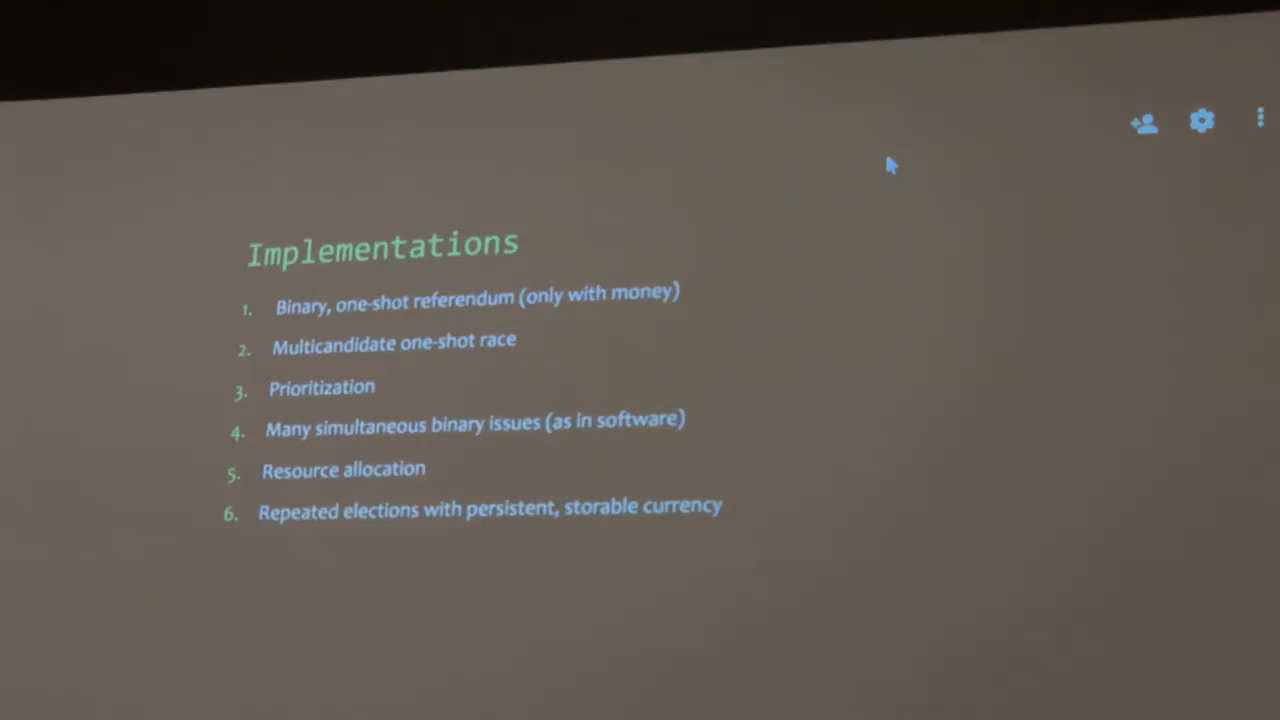 Implementations
1. Binary, one-shot referendum (only with money)
2. Multicandidate one-shot race
3. Prioritization
4. Many simultaneous binary issues (as in software)
5. Resource allocation
6. Repeated elections with persistent, storable currency